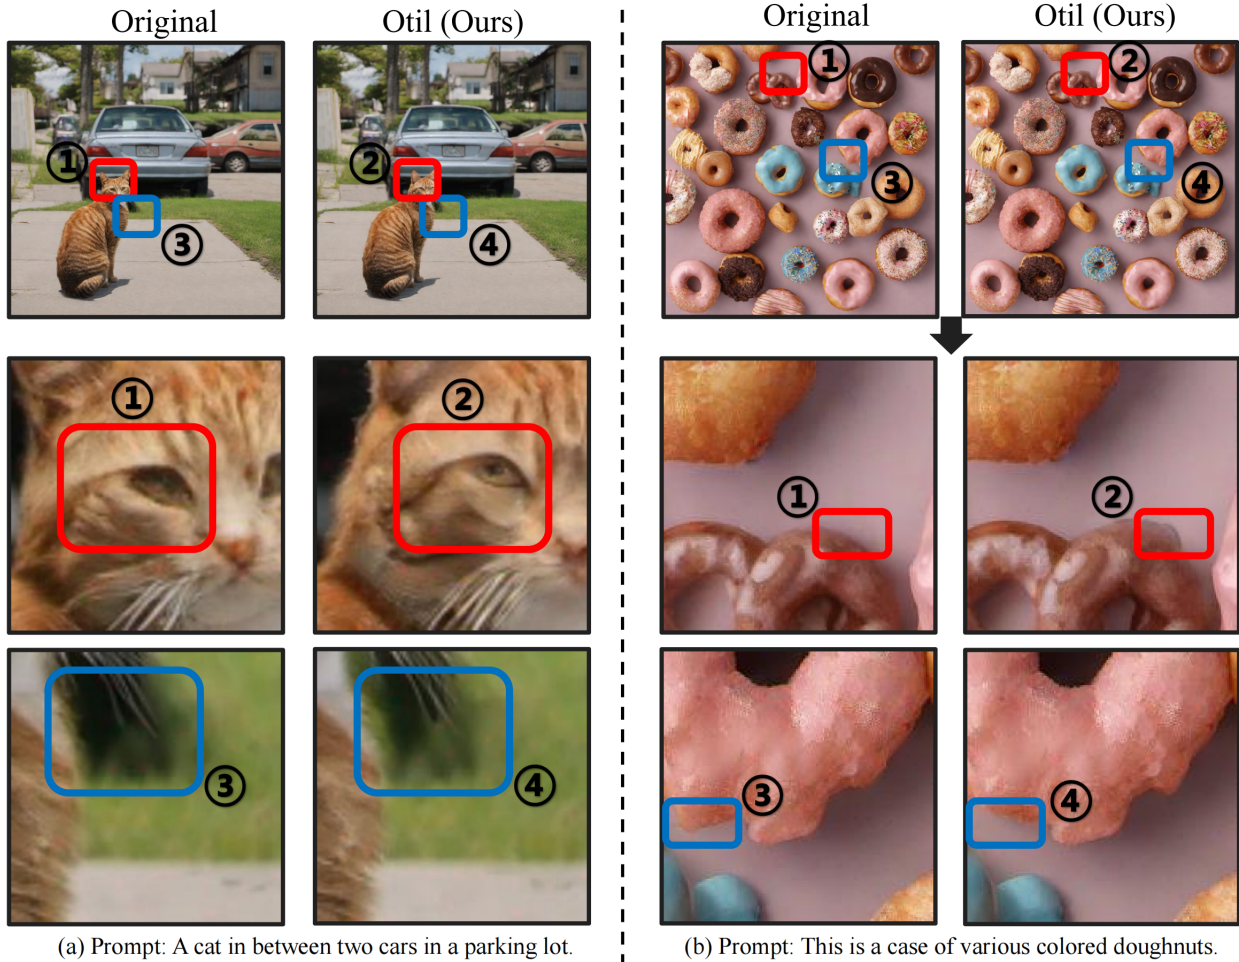 Original
Otil (Ours)
Original
Otil (Ours)
①
②
③
④
①
②
③
④
①
②
①
②
③
④
③
④
(a) Prompt: A cat in between two cars in a parking lot.
(b) Prompt: This is a case of various colored doughnuts.